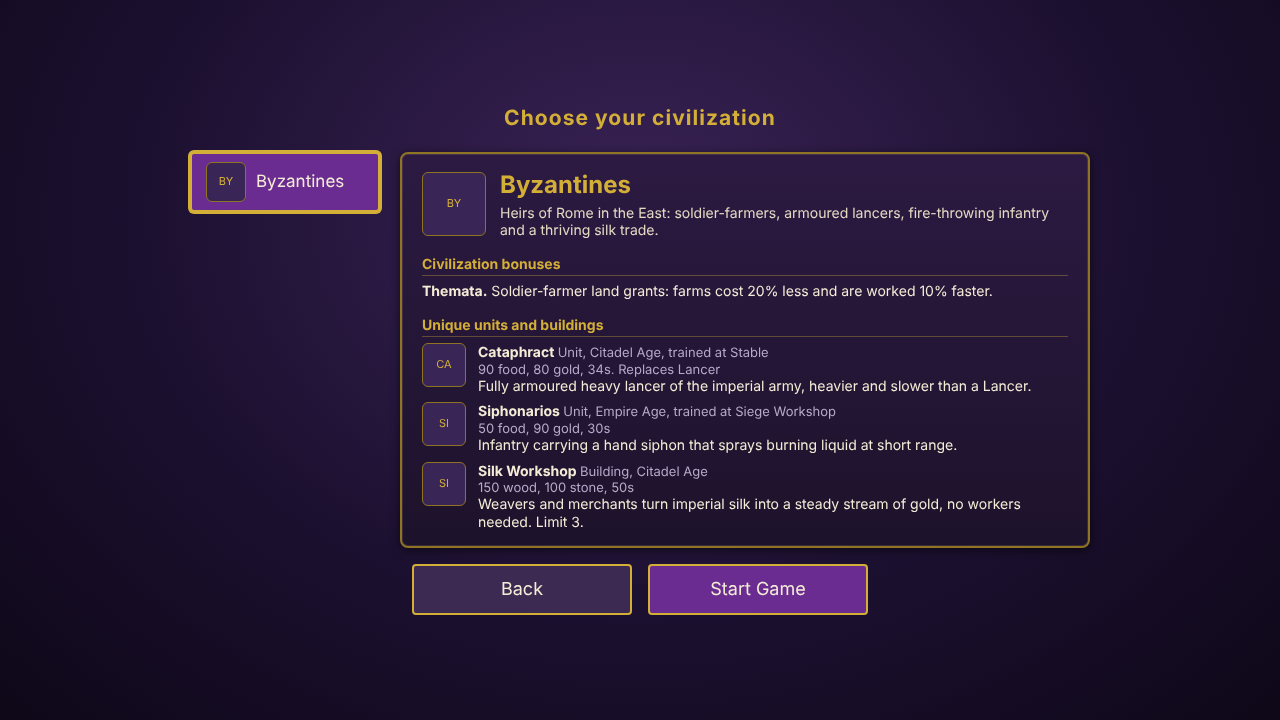 Choose your civilization
BY
Byzantines
BY
Byzantines
Heirs of Rome in the East: soldier-farmers, armoured lancers, fire-throwing infantry
and a thriving silk trade.
Civilization bonuses
Themata. Soldier-farmer land grants: farms cost 20% less and are worked 10% faster.
Unique units and buildings
CA
Cataphract Unit, Citadel Age, trained at Stable
90 food, 80 gold, 34s. Replaces Lancer
Fully armoured heavy lancer of the imperial army, heavier and slower than a Lancer.
SI
Siphonarios Unit, Empire Age, trained at Siege Workshop
50 food, 90 gold, 30s
Infantry carrying a hand siphon that sprays burning liquid at short range.
SI
Silk Workshop Building, Citadel Age
150 wood, 100 stone, 50s
Weavers and merchants turn imperial silk into a steady stream of gold, no workers
needed. Limit 3.
Back
Start Game